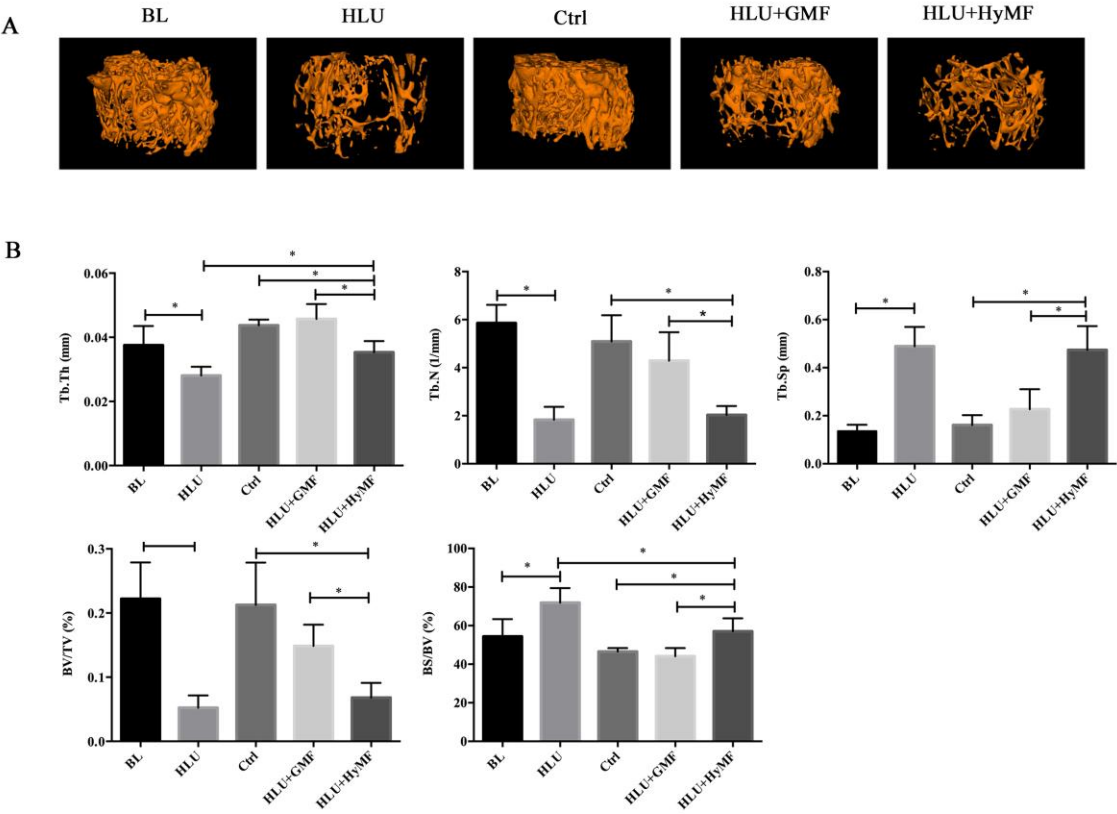 A
BL HLU Ctrl HLU+GMF HLU+HyMF
B
Tb.Th (mm)
0.06
0.04
0.02
0.00
* * * *
BL HLU Ctrl HLU+GMF HLU+HyMF
Tb.N (1/mm)
8
6
4
2
0
* * *
BL HLU Ctrl HLU+GMF HLU+HyMF
Tb.Sp (mm)
0.8
0.6
0.4
0.2
0.0
* * *
BL HLU Ctrl HLU+GMF HLU+HyMF
BV/TV (%)
0.3
0.2
0.1
0.0
* *
BL HLU Ctrl HLU+GMF HLU+HyMF
BS/BV (%)
100
80
60
40
20
0
* * * *
BL HLU Ctrl HLU+GMF HLU+HyMF